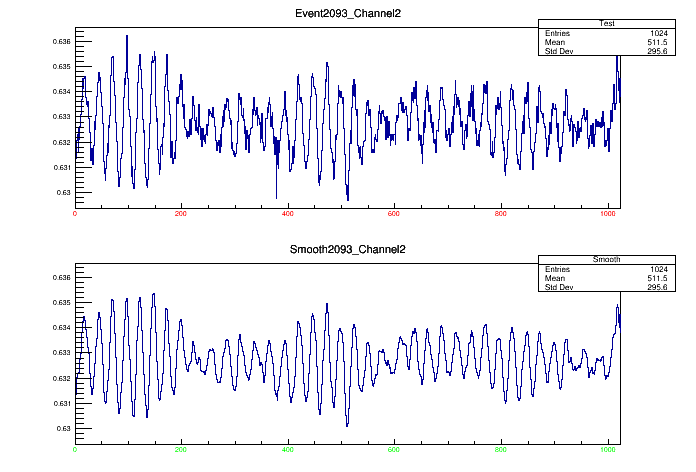 Event2093_Channel2
Test
Entries 1024
Mean 511.5
Std Dev 295.6
0.636
0.635
0.634
0.633
0.632
0.631
0.63
0 200 400 600 800 1000
Smooth2093_Channel2
Smooth
Entries 1024
Mean 511.5
Std Dev 295.6
0.636
0.635
0.634
0.633
0.632
0.631
0.63
0 200 400 600 800 1000